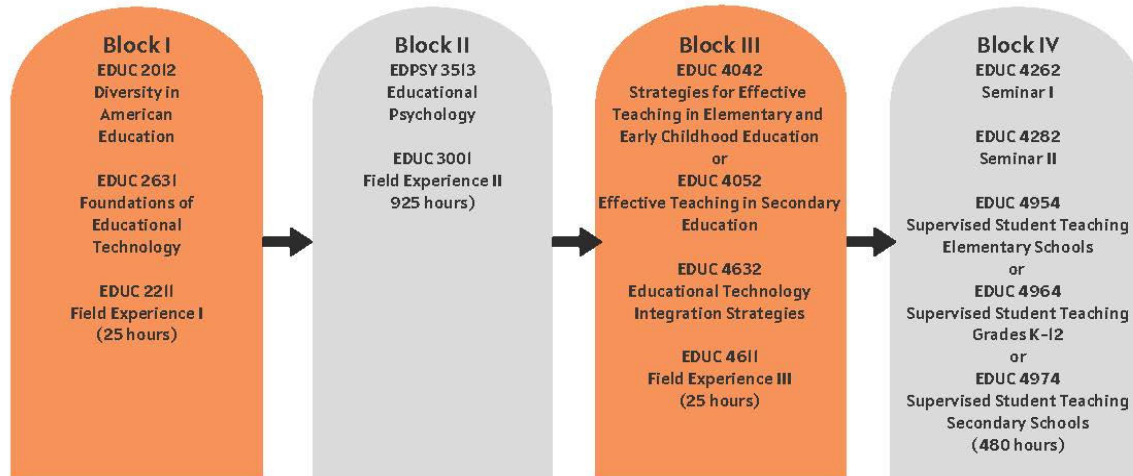 Block I
EDUC 2012
Diversity in
American
Education
EDUC 2631
Foundations of
Educational
Technology
EDUC 2211
Field Experience I
(25 hours)
Block II
EDPSY 3513
Educational
Psychology
EDUC 3001
Field Experience II
925 hours)
Block III
EDUC 4042
Strategies for Effective
Teaching in Elementary and
Early Childhood Education
or
EDUC 4052
Effective Teaching in Secondary
Education
EDUC 4632
Educational Technology
Integration Strategies
EDUC 4611
Field Experience III
(25 hours)
Block IV
EDUC 4262
Seminar I
EDUC 4282
Seminar II
EDUC 4954
Supervised Student Teaching
Elementary Schools
or
EDUC 4964
Supervised Student Teaching
Grades K-12
or
EDUC 4974
Supervised Student Teaching
Secondary Schools
(480 hours)